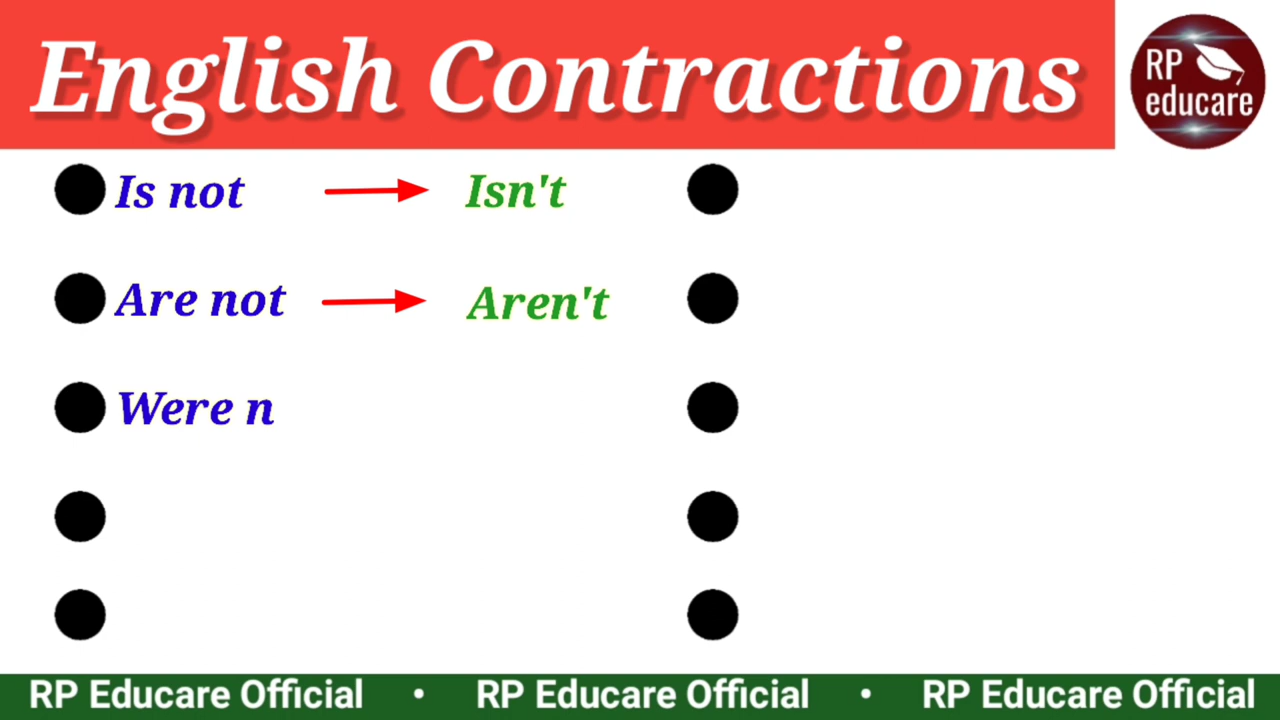 English Contractions
RP
educare
Is not Isn't
Are not Aren't
Were n
RP Educare Official • RP Educare Official • RP Educare Official